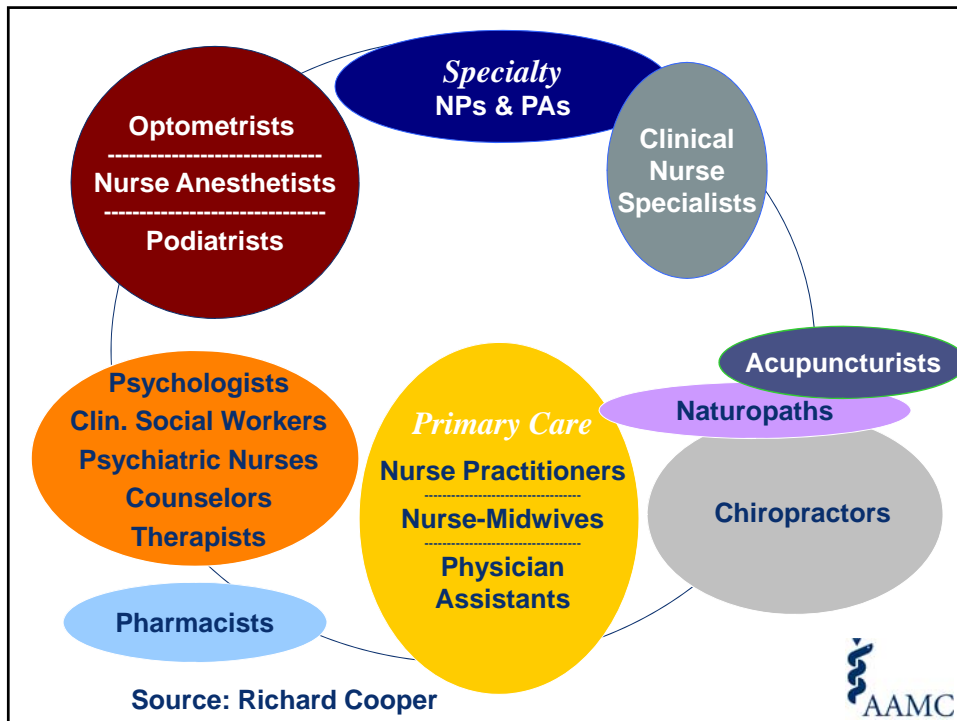 Specialty
NPs & PAs
Optometrists
------------------------------
Nurse Anesthetists
-------------------------------
Podiatrists
Clinical
Nurse
Specialists
Acupuncturists
Naturopaths
Chiropractors
Psychologists
Clin. Social Workers
Psychiatric Nurses
Counselors
Therapists
Primary Care
Nurse Practitioners
-----------------------------------
Nurse-Midwives
-----------------------------------
Physician
Assistants
Pharmacists
Source: Richard Cooper
AAMC